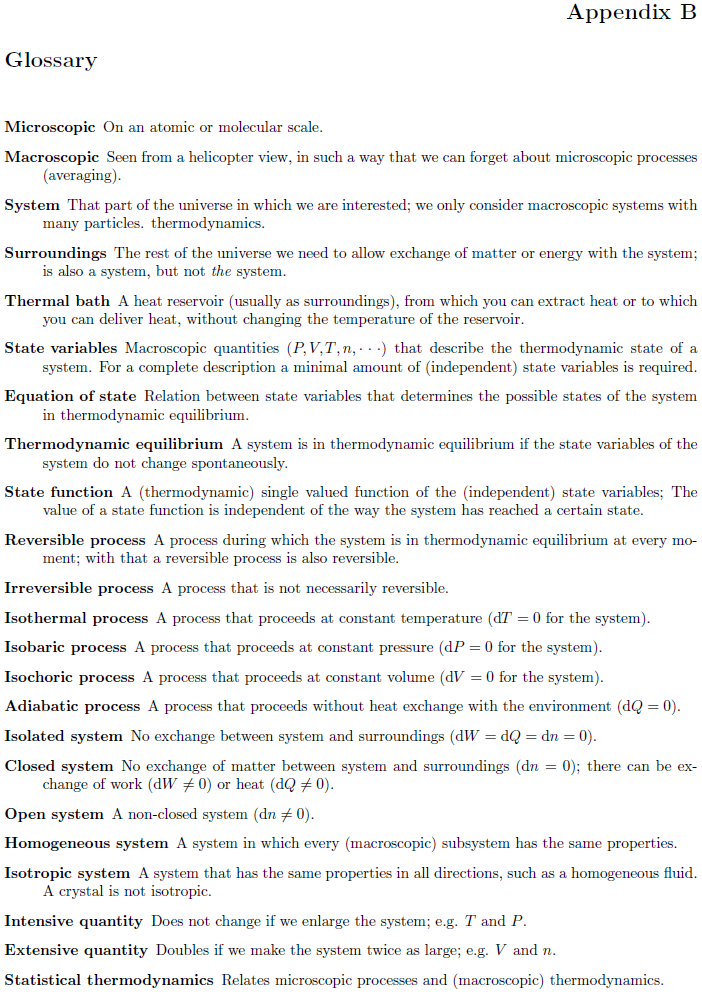 Appendix B
Glossary
Microscopic On an atomic or molecular scale.
Macroscopic Seen from a helicopter view, in such a way that we can forget about microscopic processes
(averaging).
System That part of the universe in which we are interested; we only consider macroscopic systems with
many particles. thermodynamics.
Surroundings The rest of the universe we need to allow exchange of matter or energy with the system;
is also a system, but not the system.
Thermal bath A heat reservoir (usually as surroundings), from which you can extract heat or to which
you can deliver heat, without changing the temperature of the reservoir.
State variables Macroscopic quantities (P, V, T, n, · · ·) that describe the thermodynamic state of a
system. For a complete description a minimal amount of (independent) state variables is required.
Equation of state Relation between state variables that determines the possible states of the system
in thermodynamic equilibrium.
Thermodynamic equilibrium A system is in thermodynamic equilibrium if the state variables of the
system do not change spontaneously.
State function A (thermodynamic) single valued function of the (independent) state variables; The
value of a state function is independent of the way the system has reached a certain state.
Reversible process A process during which the system is in thermodynamic equilibrium at every mo-
ment; with that a reversible process is also reversible.
Irreversible process A process that is not necessarily reversible.
Isothermal process A process that proceeds at constant temperature (dT = 0 for the system).
Isobaric process A process that proceeds at constant pressure (dP = 0 for the system).
Isochoric process A process that proceeds at constant volume (dV = 0 for the system).
Adiabatic process A process that proceeds without heat exchange with the environment (dQ = 0).
Isolated system No exchange between system and surroundings (dW = dQ = dn = 0).
Closed system No exchange of matter between system and surroundings (dn = 0); there can be ex-
change of work (dW ≠ 0) or heat (dQ ≠ 0).
Open system A non-closed system (dn ≠ 0).
Homogeneous system A system in which every (macroscopic) subsystem has the same properties.
Isotropic system A system that has the same properties in all directions, such as a homogeneous fluid.
A crystal is not isotropic.
Intensive quantity Does not change if we enlarge the system; e.g. T and P.
Extensive quantity Doubles if we make the system twice as large; e.g. V and n.
Statistical thermodynamics Relates microscopic processes and (macroscopic) thermodynamics.